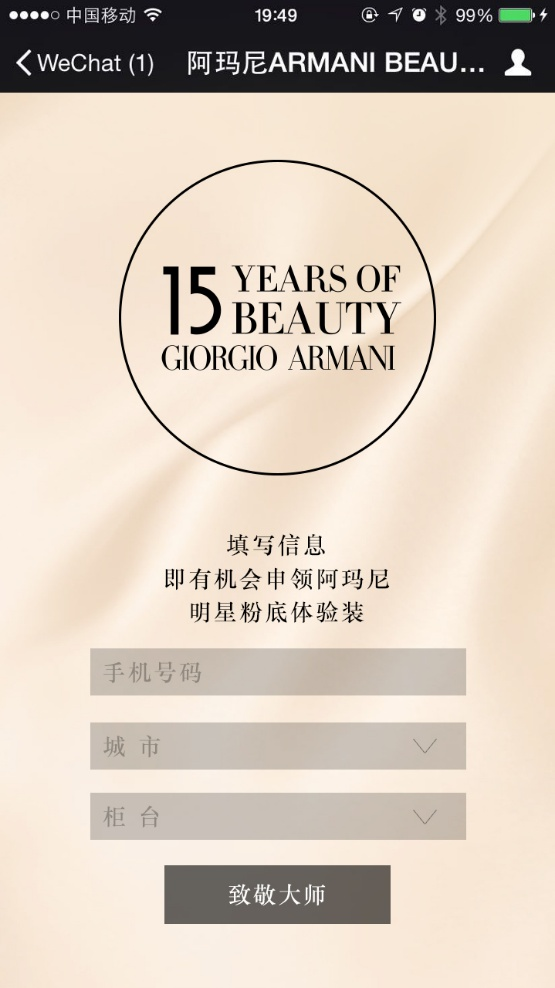 中国移动 19:49 99%
WeChat (1) 阿玛尼ARMANI BEAU...
15 YEARS OF
BEAUTY
GIORGIO ARMANI
填写信息
即有机会申领阿玛尼
明星粉底体验装
手机号码
城 市
柜 台
致敬大师